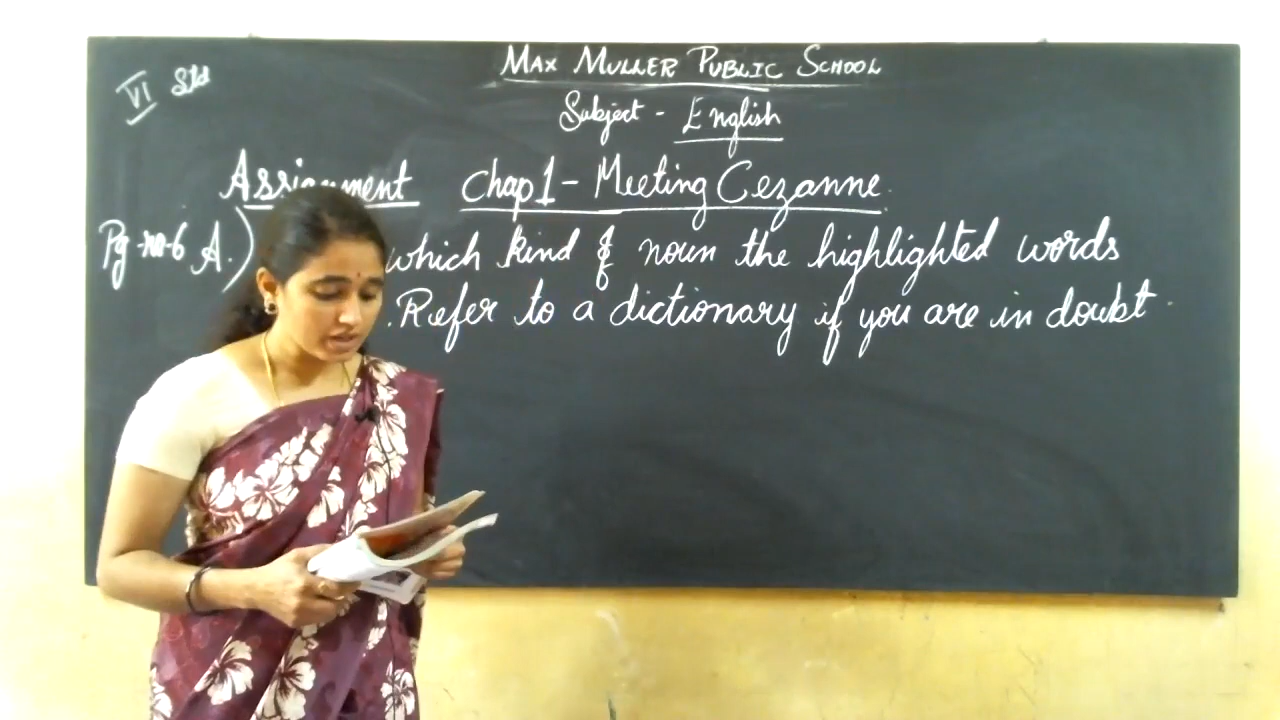 VI Std
MAX MULLER PUBLIC SCHOOL
Subject - English
Assignment Chap 1 - Meeting Cezanne.
Pg-no-6 A.) which kind of noun the highlighted words
. Refer to a dictionary if you are in doubt.